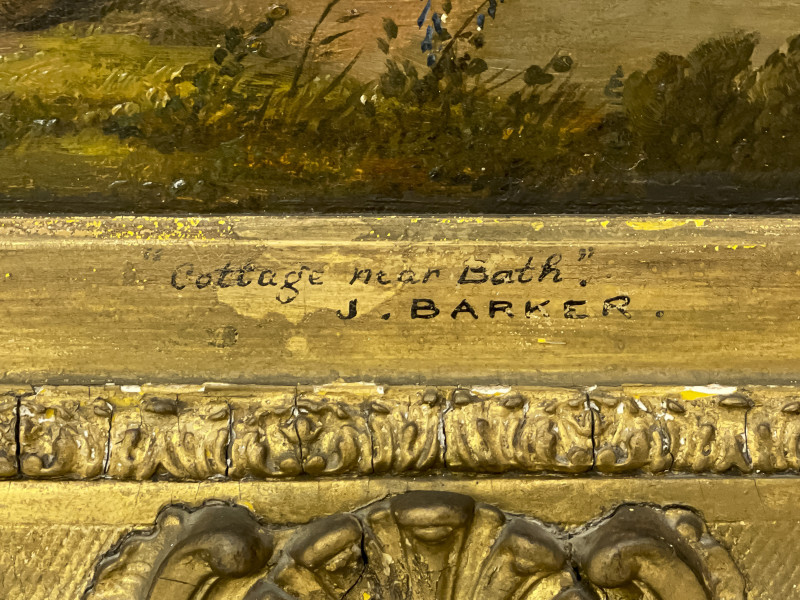 "Cottage near Bath".
J. BARKER.